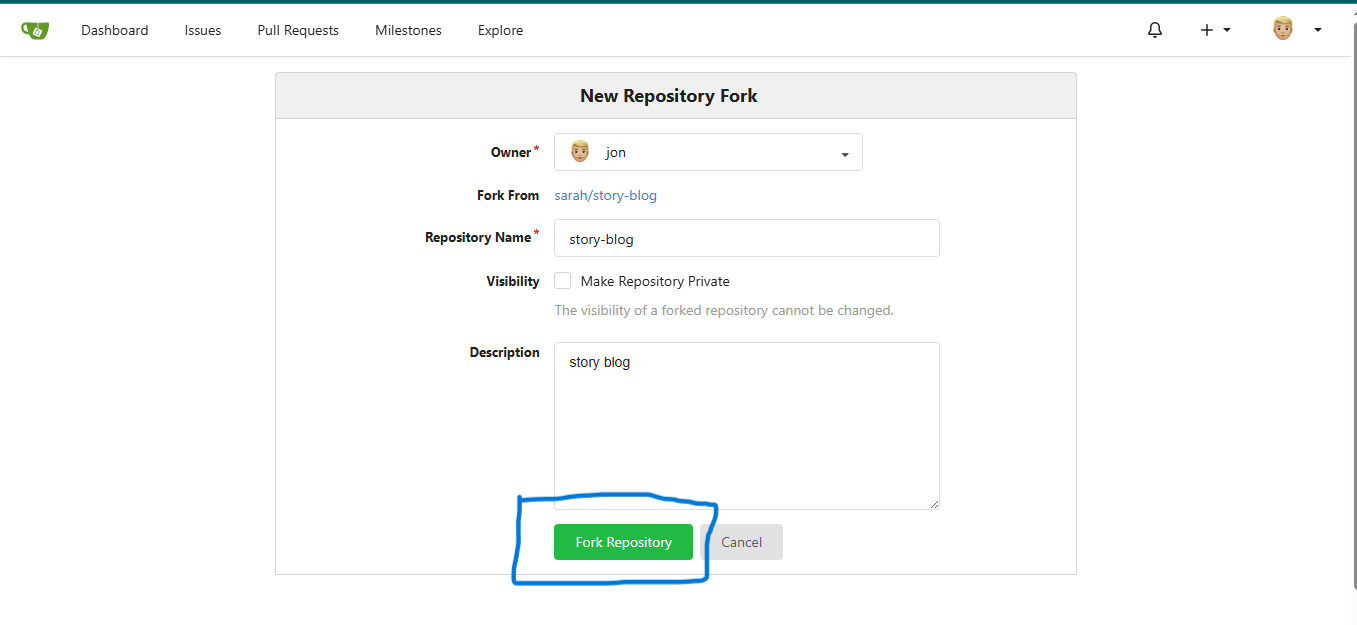 Dashboard Issues Pull Requests Milestones Explore
New Repository Fork
Owner* jon
Fork From sarah/story-blog
Repository Name* story-blog
Visibility Make Repository Private
The visibility of a forked repository cannot be changed.
Description story blog
Fork Repository Cancel